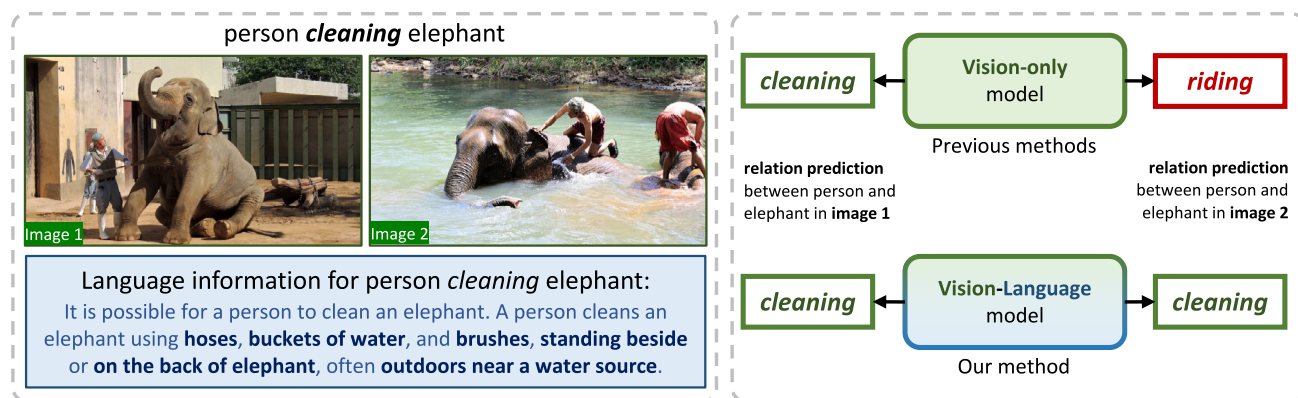 person cleaning elephant
Image 1
Image 2
Language information for person cleaning elephant:
It is possible for a person to clean an elephant. A person cleans an
elephant using hoses, buckets of water, and brushes, standing beside
or on the back of elephant, often outdoors near a water source.
cleaning
Vision-only
model
riding
Previous methods
relation prediction
between person and
elephant in image 1
relation prediction
between person and
elephant in image 2
cleaning
Vision-Language
model
cleaning
Our method